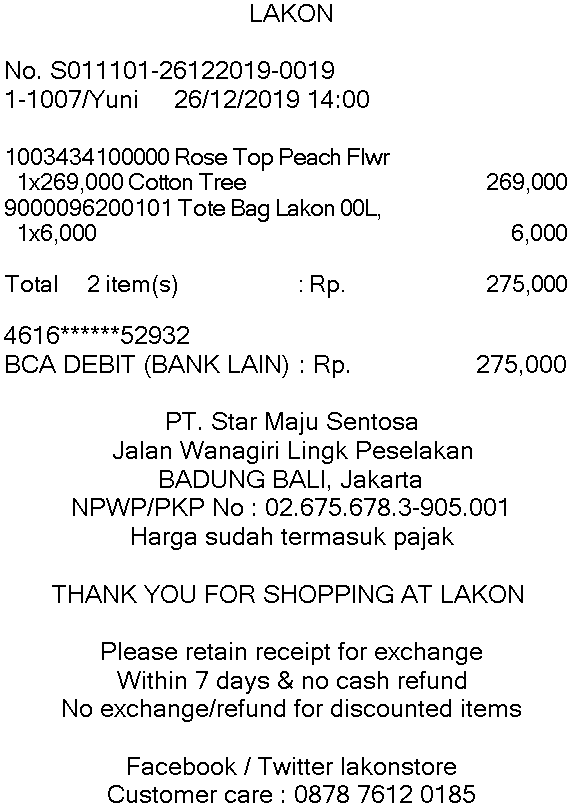 LAKON
No. S011101-26122019-0019
1-1007/Yuni 26/12/2019 14:00
1003434100000 Rose Top Peach Flwr
1x269,000 Cotton Tree 269,000
9000096200101 Tote Bag Lakon 00L,
1x6,000 6,000
Total 2 item(s) : Rp. 275,000
4616******52932
BCA DEBIT (BANK LAIN) : Rp. 275,000
PT. Star Maju Sentosa
Jalan Wanagiri Lingk Peselakan
BADUNG BALI, Jakarta
NPWP/PKP No : 02.675.678.3-905.001
Harga sudah termasuk pajak
THANK YOU FOR SHOPPING AT LAKON
Please retain receipt for exchange
Within 7 days & no cash refund
No exchange/refund for discounted items
Facebook / Twitter lakonstore
Customer care : 0878 7612 0185